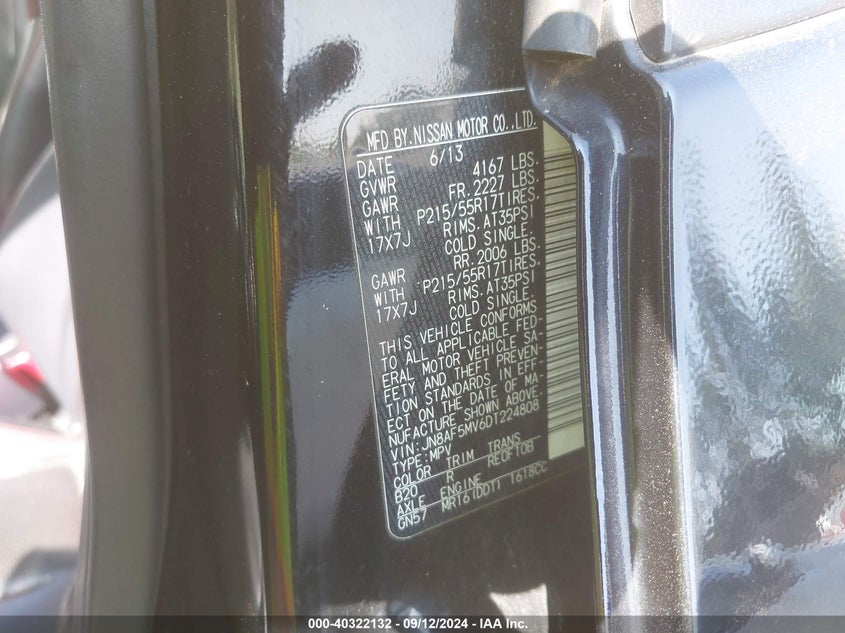 MFD BY.NISSAN MOTOR CO.,LTD.
DATE 6/13
GVWR 4167 LBS.
GAWR FR. 2227 LBS.
WITH P215/55R17TIRES,
17X7J RIMS.AT35PSI
COLD SINGLE.
GAWR RR. 2006 LBS.
WITH P215/55R17TIRES,
17X7J RIMS.AT35PSI
COLD SINGLE.
THIS VEHICLE CONFORMS
TO ALL APPLICABLE FED-
ERAL MOTOR VEHICLE SA-
FETY AND THEFT PREVEN-
TION STANDARDS IN EFF-
ECT ON THE DATE OF MA-
NUFACTURE SHOWN ABOVE.
VIN:JN8AF5MV6DT224808
TYPE:MPV
COLOR TRIM TRANS
B20 R RE0F10B
AXLE ENGINE
GN57 MR16(DDT) 1618CC
000-40322132 - 09/12/2024 - IAA Inc.